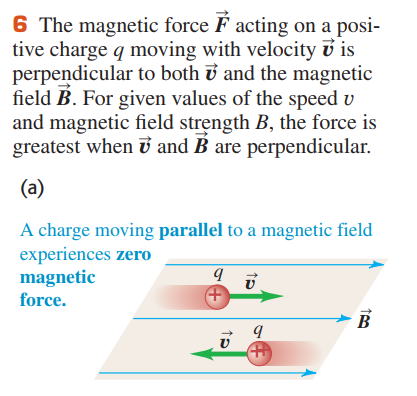 6 The magnetic force F⃗ acting on a posi-
tive charge q moving with velocity v⃗ is
perpendicular to both v⃗ and the magnetic
field B⃗. For given values of the speed v
and magnetic field strength B, the force is
greatest when v⃗ and B⃗ are perpendicular.
(a)
A charge moving parallel to a magnetic field
experiences zero
magnetic
force.
q v⃗
+
B⃗
v⃗ q
+